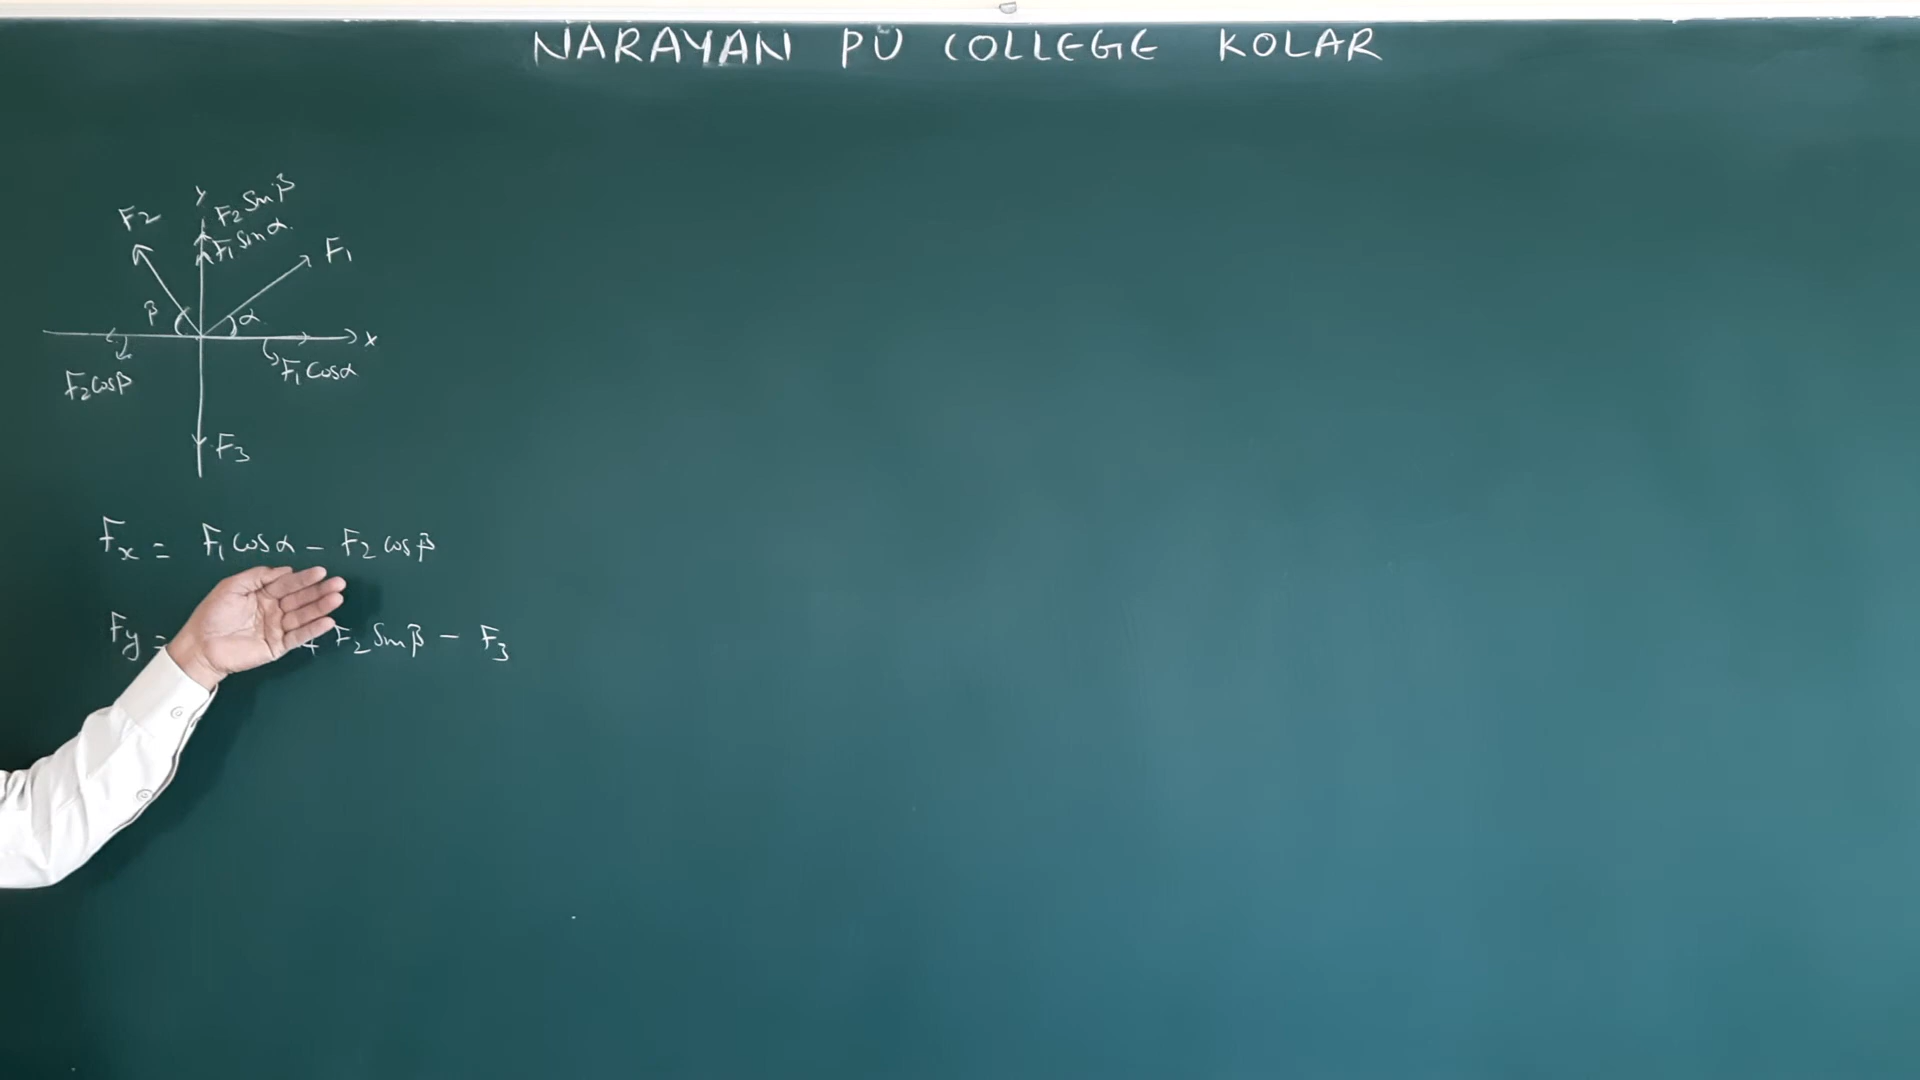 NARAYAN PU COLLEGE KOLAR
y
F2 Sinβ
F2
F1 Sinα.
F1
β
α
x
F1 Cosα
F2 cosβ
F3
Fx = F1 Cosα – F2 cosβ
Fy = + F2 Sinβ – F3